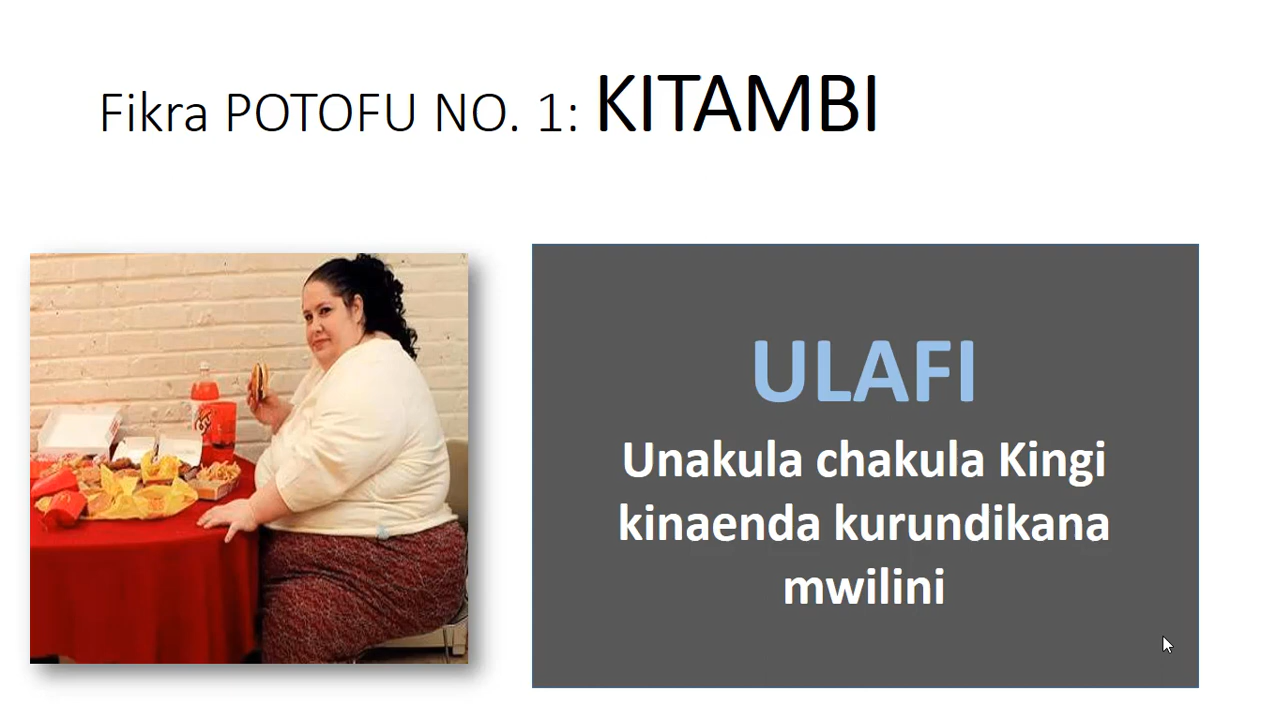 Fikra POTOFU NO. 1: KITAMBI
ULAFI
Unakula chakula Kingi
kinaenda kurundikana
mwilini